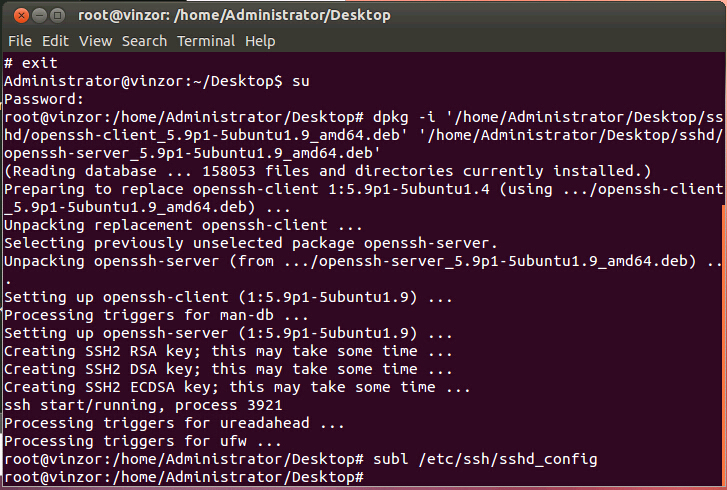 root@vinzor: /home/Administrator/Desktop
File Edit View Search Terminal Help
# exit
Administrator@vinzor:~/Desktop$ su
Password:
root@vinzor:/home/Administrator/Desktop# dpkg -i '/home/Administrator/Desktop/ss
hd/openssh-client_5.9p1-5ubuntu1.9_amd64.deb' '/home/Administrator/Desktop/sshd/
openssh-server_5.9p1-5ubuntu1.9_amd64.deb'
(Reading database ... 158053 files and directories currently installed.)
Preparing to replace openssh-client 1:5.9p1-5ubuntu1.4 (using .../openssh-client
_5.9p1-5ubuntu1.9_amd64.deb) ...
Unpacking replacement openssh-client ...
Selecting previously unselected package openssh-server.
Unpacking openssh-server (from .../openssh-server_5.9p1-5ubuntu1.9_amd64.deb) ..
.
Setting up openssh-client (1:5.9p1-5ubuntu1.9) ...
Processing triggers for man-db ...
Setting up openssh-server (1:5.9p1-5ubuntu1.9) ...
Creating SSH2 RSA key; this may take some time ...
Creating SSH2 DSA key; this may take some time ...
Creating SSH2 ECDSA key; this may take some time ...
ssh start/running, process 3921
Processing triggers for ureadahead ...
Processing triggers for ufw ...
root@vinzor:/home/Administrator/Desktop# subl /etc/ssh/sshd_config
root@vinzor:/home/Administrator/Desktop#